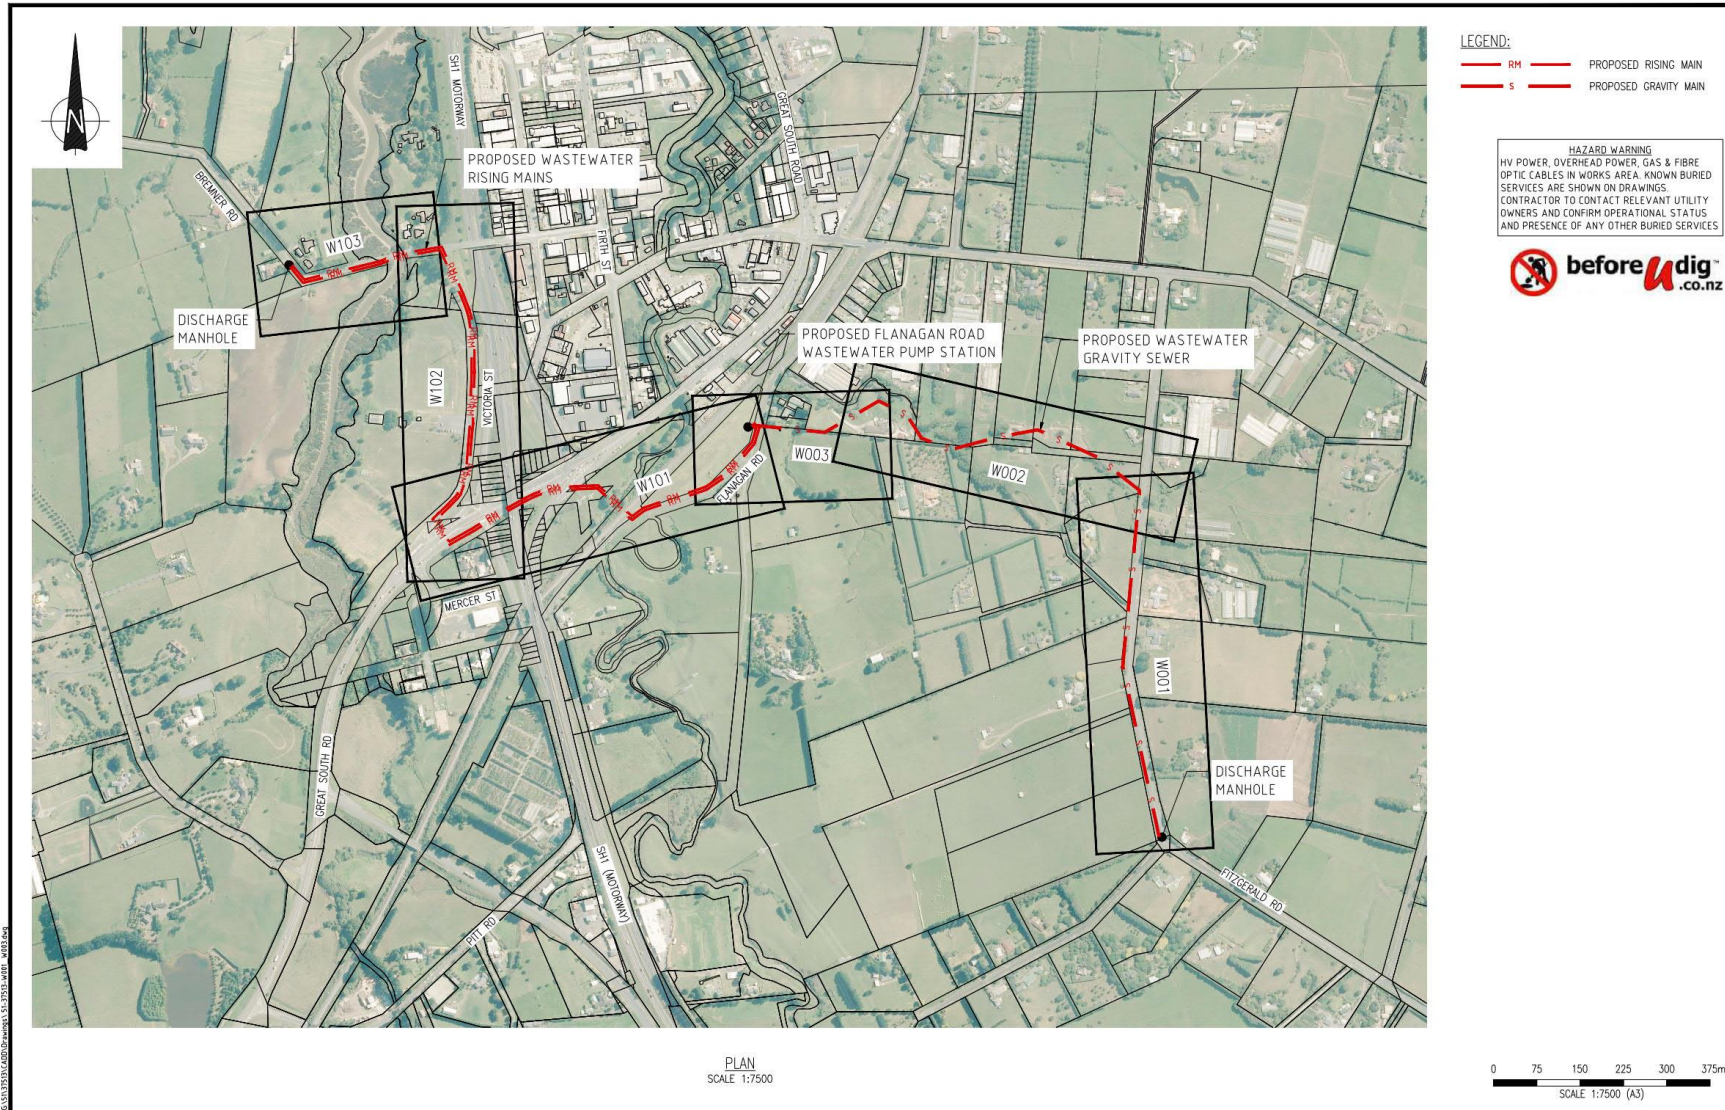 N
SH1 MOTORWAY
GREAT SOUTH ROAD
PROPOSED WASTEWATER
RISING MAINS
BREMNER RD
W103
FIRTH ST
DISCHARGE
MANHOLE
W102
VICTORIA ST
PROPOSED FLANAGAN ROAD
WASTEWATER PUMP STATION
PROPOSED WASTEWATER
GRAVITY SEWER
W101
FLANAGAN RD
W003
W002
W001
MERCER ST
GREAT SOUTH RD
SH1 (MOTORWAY)
PITT RD
DISCHARGE
MANHOLE
FITZGERALD RD
LEGEND:
RM PROPOSED RISING MAIN
S PROPOSED GRAVITY MAIN
HAZARD WARNING
HV POWER, OVERHEAD POWER, GAS & FIBRE
OPTIC CABLES IN WORKS AREA. KNOWN BURIED
SERVICES ARE SHOWN ON DRAWINGS.
CONTRACTOR TO CONTACT RELEVANT UTILITY
OWNERS AND CONFIRM OPERATIONAL STATUS
AND PRESENCE OF ANY OTHER BURIED SERVICES
before U dig™
.co.nz
PLAN
SCALE 1:7500
0 75 150 225 300 375m
SCALE 1:7500 (A3)